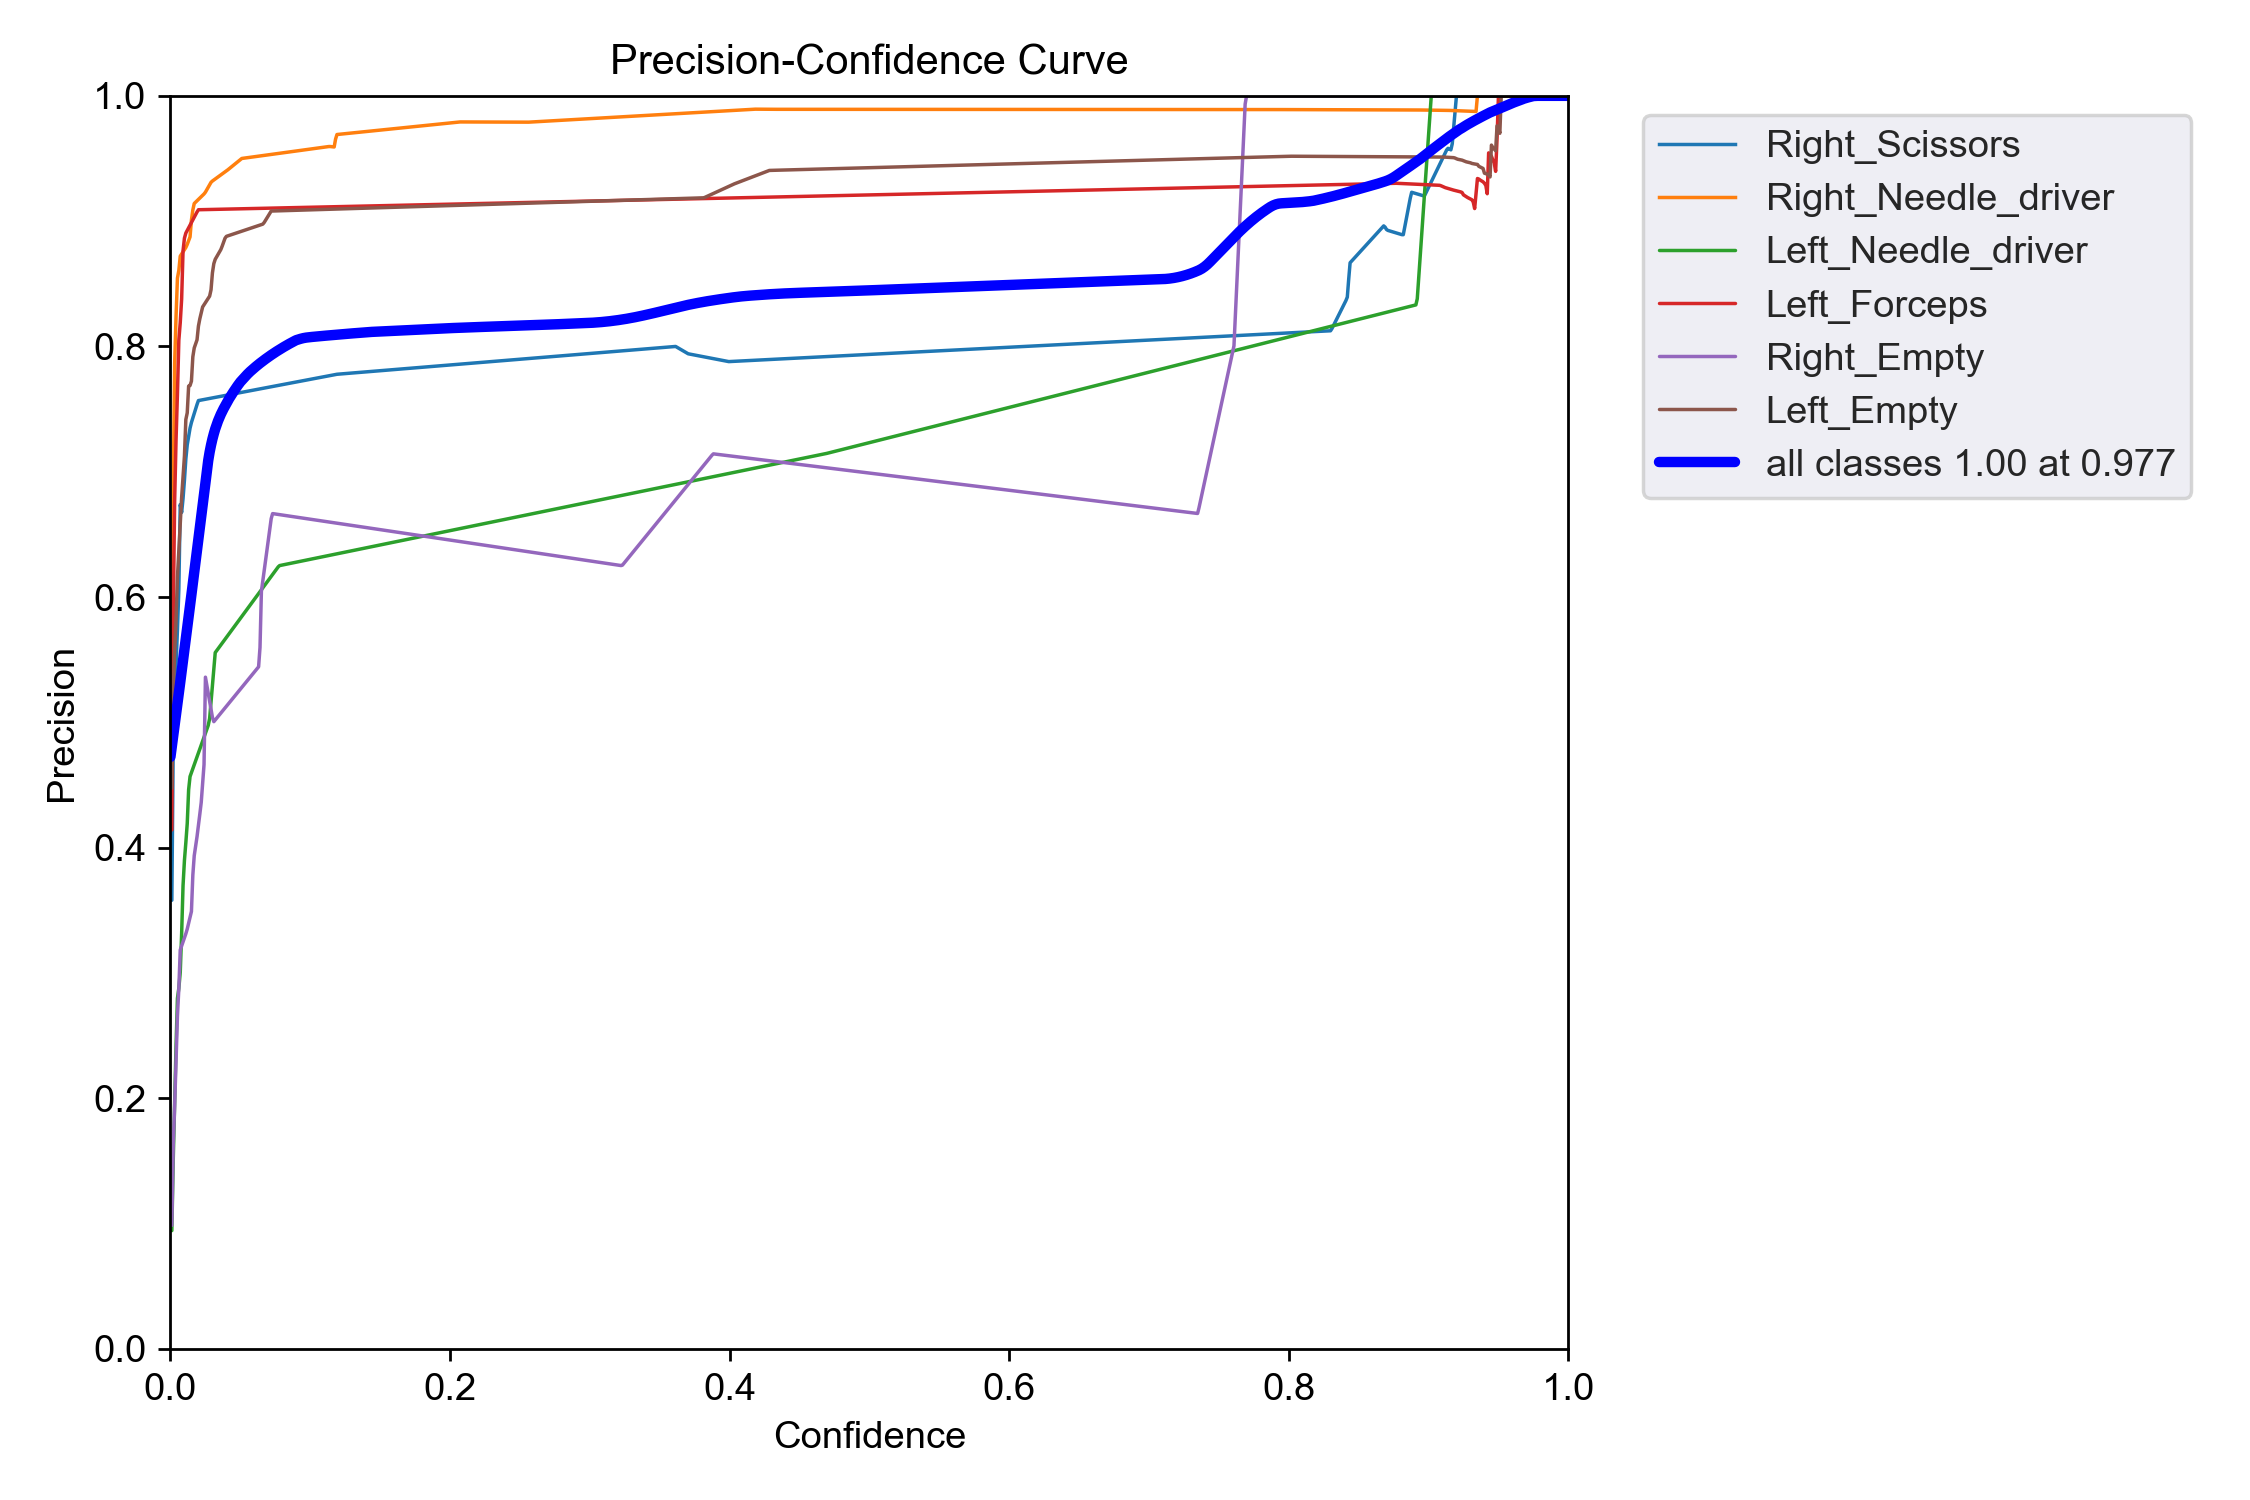 Precision-Confidence Curve
1.0
0.8
0.6
0.4
0.2
0.0
Precision
0.0 0.2 0.4 0.6 0.8 1.0
Confidence
Right_Scissors
Right_Needle_driver
Left_Needle_driver
Left_Forceps
Right_Empty
Left_Empty
all classes 1.00 at 0.977